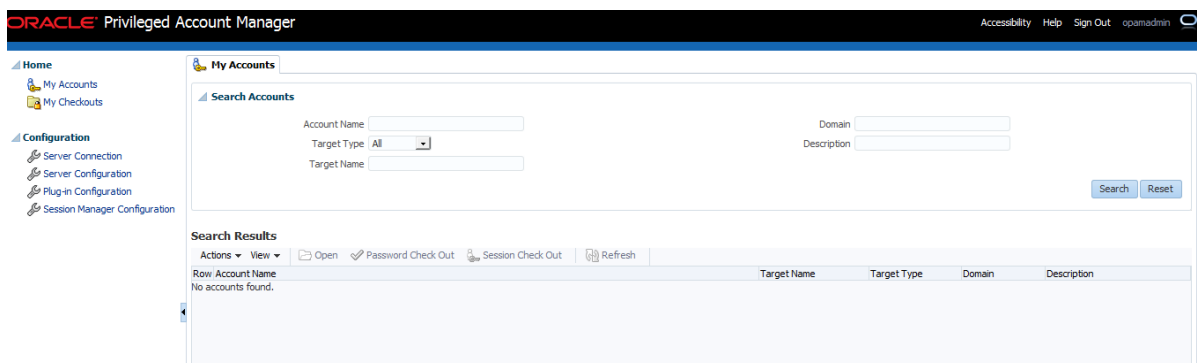 ORACLE Privileged Account Manager
Accessibility Help Sign Out opamadmin
Home
My Accounts
My Checkouts
Configuration
Server Connection
Server Configuration
Plug-in Configuration
Session Manager Configuration
My Accounts
Search Accounts
Account Name
Target Type All
Target Name
Domain
Description
Search Reset
Search Results
Actions View Open Password Check Out Session Check Out Refresh
Row Account Name Target Name Target Type Domain Description
No accounts found.